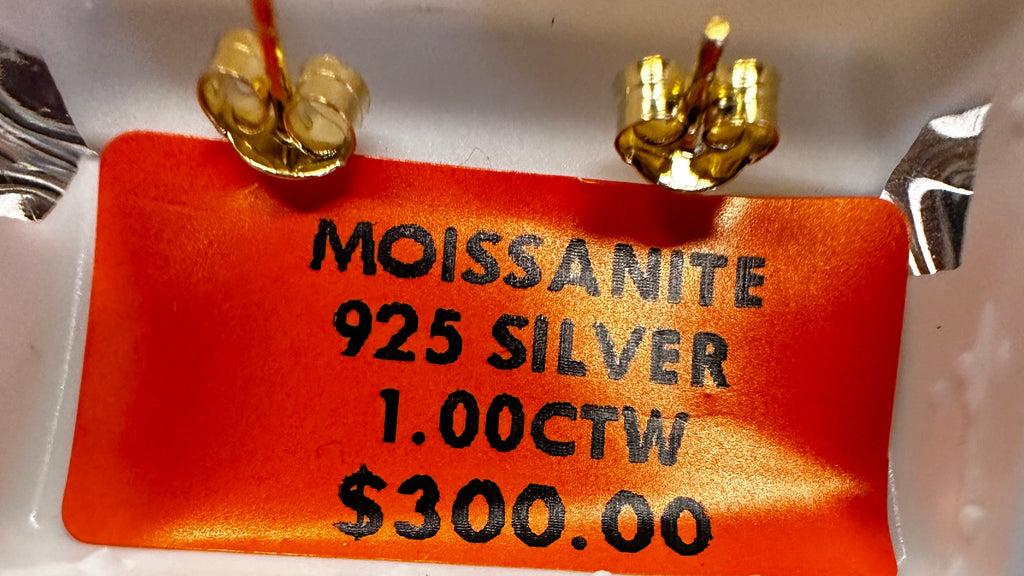 MOISSANITE
925 SILVER
1.00CTW
$300.00